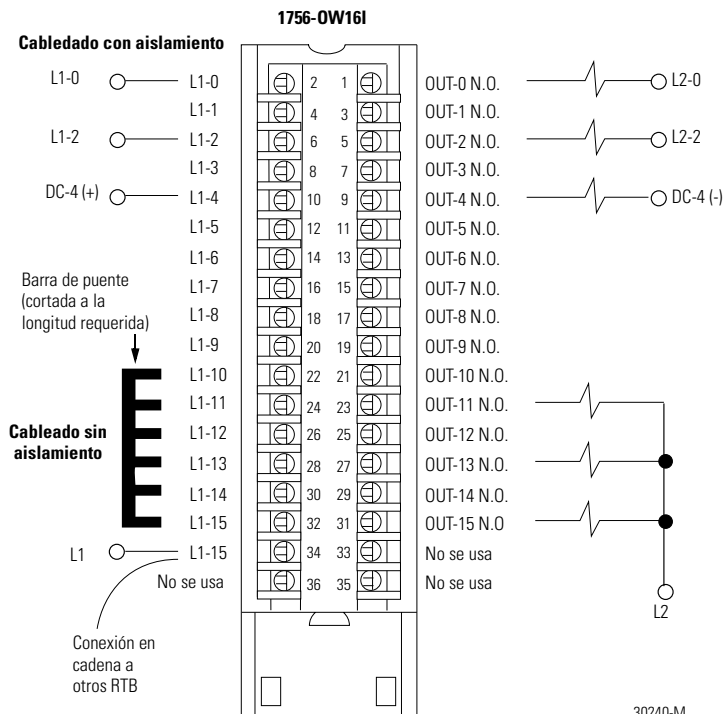 1756-OW16I
Cabledado con aislamiento
L1-0 L1-0 2 1 OUT-0 N.O. L2-0
L1-1 4 3 OUT-1 N.O.
L1-2 L1-2 6 5 OUT-2 N.O. L2-2
L1-3 8 7 OUT-3 N.O.
DC-4 (+) L1-4 10 9 OUT-4 N.O. DC-4 (-)
L1-5 12 11 OUT-5 N.O.
L1-6 14 13 OUT-6 N.O.
L1-7 16 15 OUT-7 N.O.
L1-8 18 17 OUT-8 N.O.
L1-9 20 19 OUT-9 N.O.
L1-10 22 21 OUT-10 N.O.
L1-11 24 23 OUT-11 N.O.
L1-12 26 25 OUT-12 N.O.
L1-13 28 27 OUT-13 N.O.
L1-14 30 29 OUT-14 N.O.
L1-15 32 31 OUT-15 N.O
L1 L1-15 34 33 No se usa
No se usa 36 35 No se usa
Barra de puente
(cortada a la
longitud requerida)
Cableado sin
aislamiento
L2
Conexión en
cadena a
otros RTB
30240-M